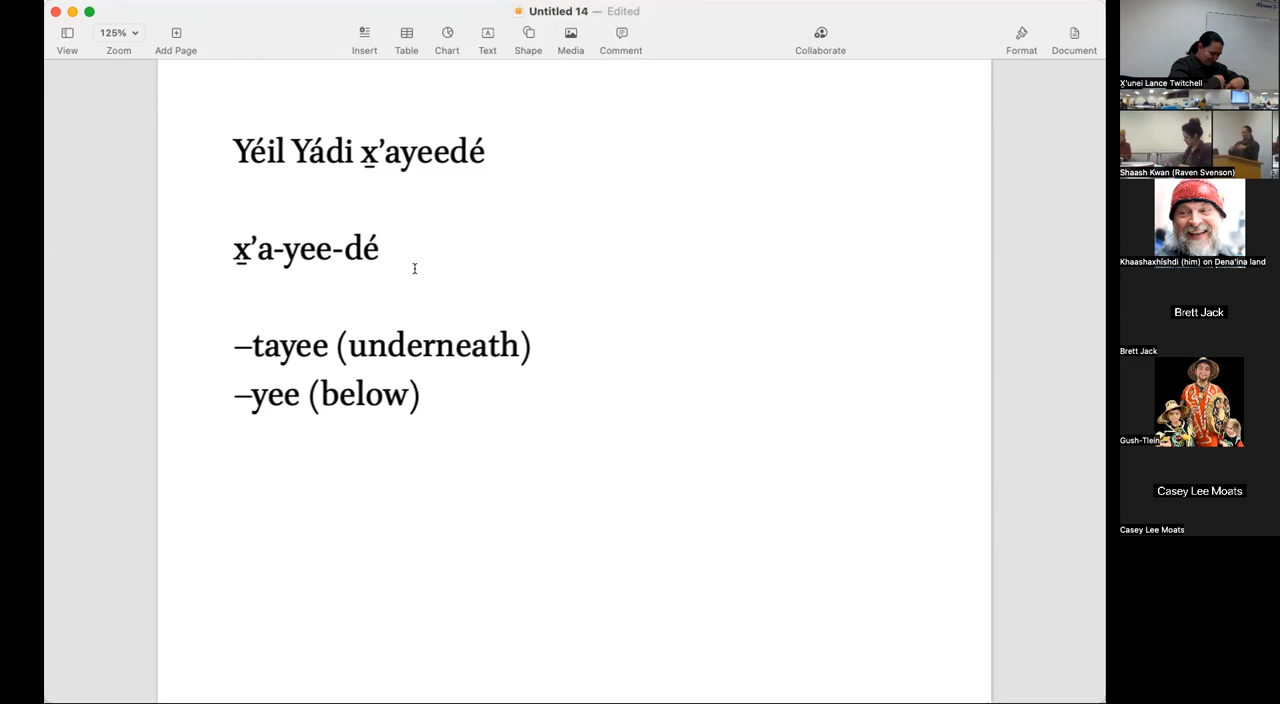 Untitled 14 — Edited
125%
View
Zoom
Add Page
Insert
Table
Chart
Text
Shape
Media
Comment
Collaborate
Format
Document
Yéil Yádi x̱’ayeedé
x̱’a-yee-dé
–tayee (underneath)
–yee (below)
X̱'unei Lance Twitchell
Shaash Kwan (Raven Svenson)
Khaashaxhíshdi (him) on Dena'ina land
Brett Jack
Brett Jack
Gush-Tlein
Casey Lee Moats
Casey Lee Moats